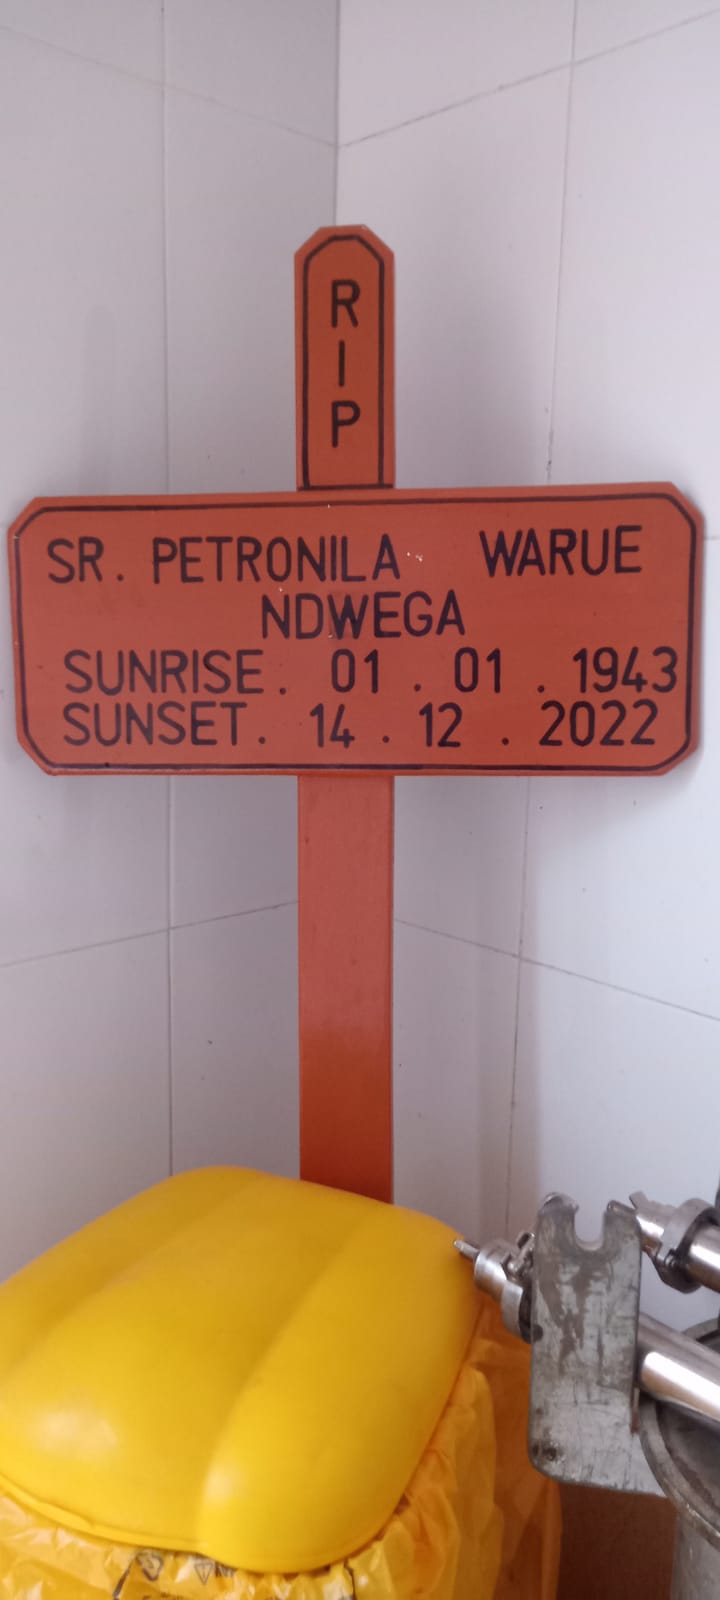 R
I
P
SR. PETRONILA WARUE
NDWEGA
SUNRISE. 01 . 01 . 1943
SUNSET. 14 . 12 . 2022